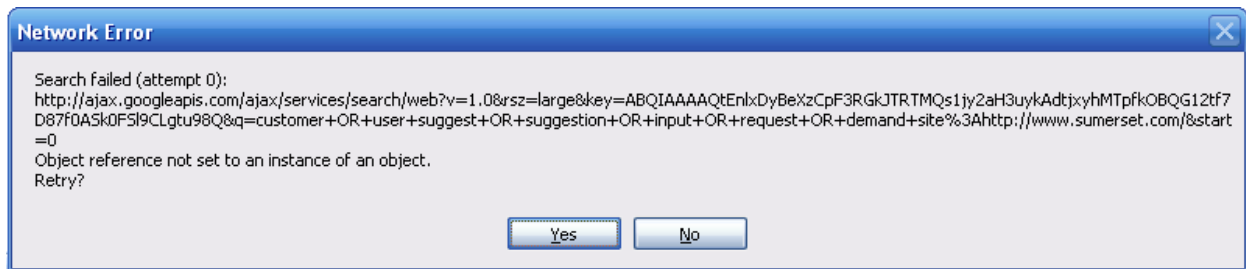 Network Error
Search failed (attempt 0):
http://ajax.googleapis.com/ajax/services/search/web?v=1.0&rsz=large&key=ABQIAAAAQtEnlxDyBeXzCpF3RGkJTRTMQs1jy2aH3uykAdtjxyhMTpfkOBQG12tf7
D87f0ASk0FSl9CLgtu98Q&q=customer+OR+user+suggest+OR+suggestion+OR+input+OR+request+OR+demand+site%3Ahttp://www.sumerset.com/&start
=0
Object reference not set to an instance of an object.
Retry?
Yes No